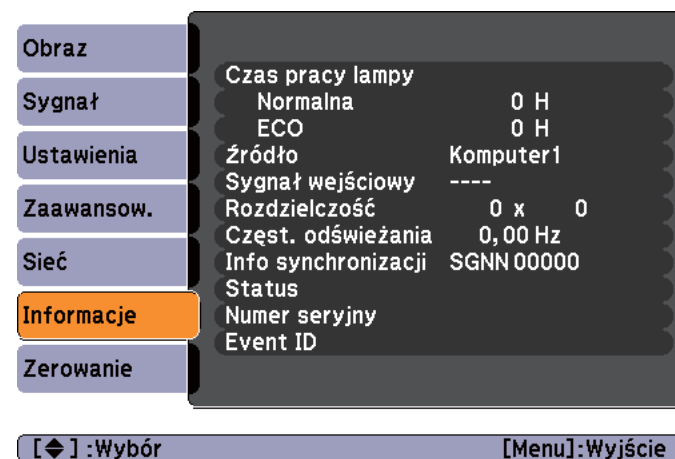 Obraz
Sygnał
Ustawienia
Zaawansow.
Sieć
Informacje
Zerowanie
Czas pracy lampy
Normalna 0 H
ECO 0 H
Źródło Komputer1
Sygnał wejściowy ----
Rozdzielczość 0 x 0
Częst. odświeżania 0,00 Hz
Info synchronizacji SGNN 00000
Status
Numer seryjny
Event ID
[◆] :Wybór [Menu]:Wyjście